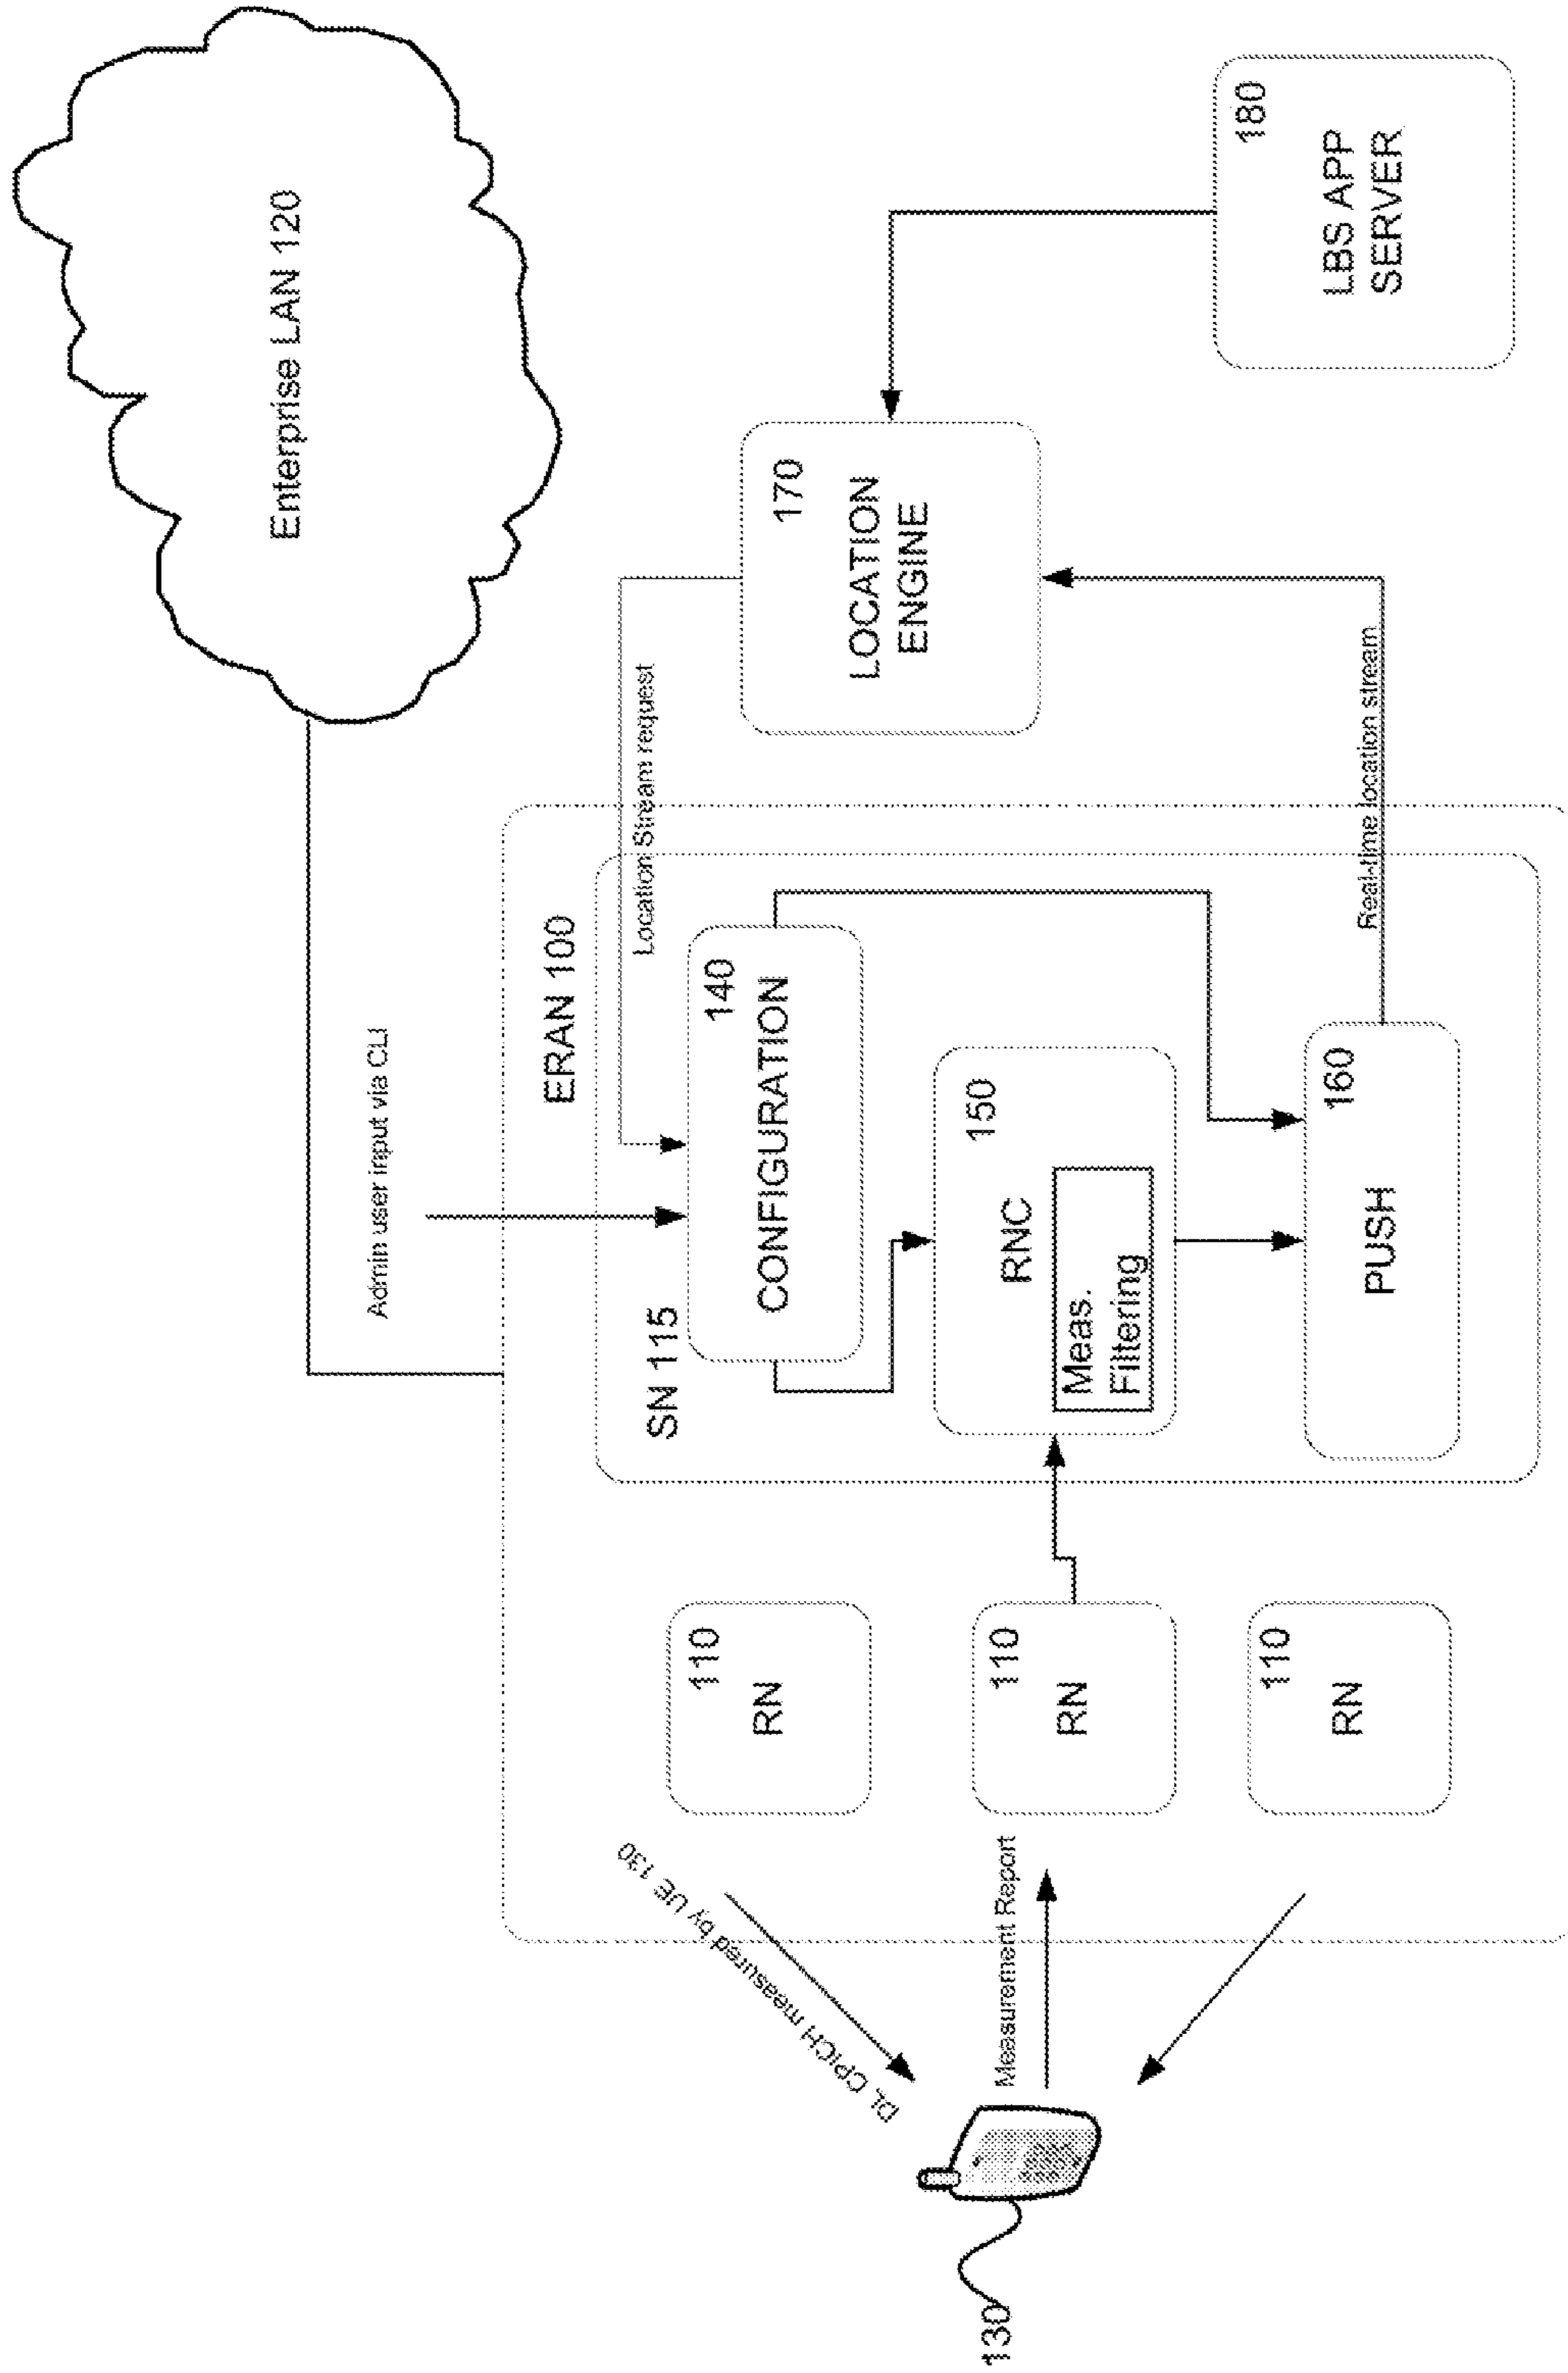 Enterprise LAN 120
Admin user input via CLI
ERAN 100
Location Stream request
SN 115
140
CONFIGURATION
170
LOCATION
ENGINE
150
RNC
Meas.
Filtering
160
PUSH
Real-time location stream
180
LBS APP
SERVER
110
RN
110
RN
110
RN
DL CPICH measured by UE 130
Measurement Report
130